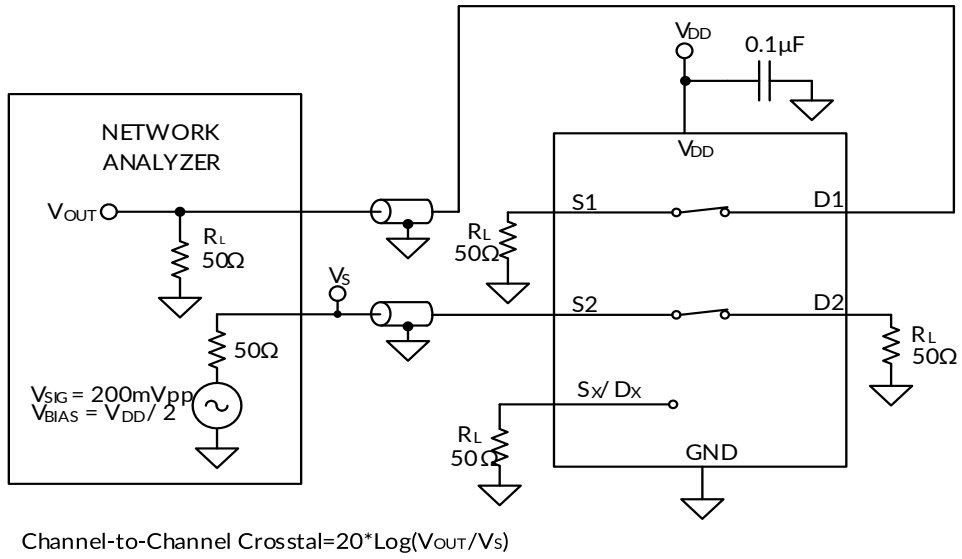 VDD
0.1µF
NETWORK
ANALYZER
VDD
VOUT
S1
D1
RL
50Ω
RL
50Ω
VS
S2
D2
50Ω
RL
50Ω
VSIG = 200mVpp
VBIAS = VDD/ 2
SX/ DX
RL
50Ω
GND
Channel-to-Channel Crosstal=20*Log(VOUT/VS)